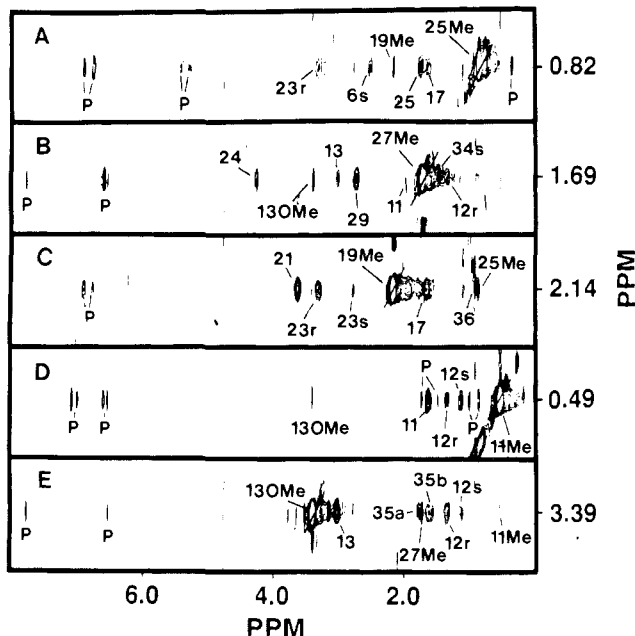 A
19Me
25Me
23r
6s
25
17
P
P
P
0.82
B
24
13
27Me
34s
13OMe
29
11
12r
P
P
1.69
C
21
19Me
25Me
P
23r
23s
17
36
2.14
PPM
D
P
12s
P
P
13OMe
11
12r
P
11Me
0.49
E
13OMe
35b
12s
P
P
13
35a
27Me
12r
11Me
3.39
6.0
4.0
2.0
PPM